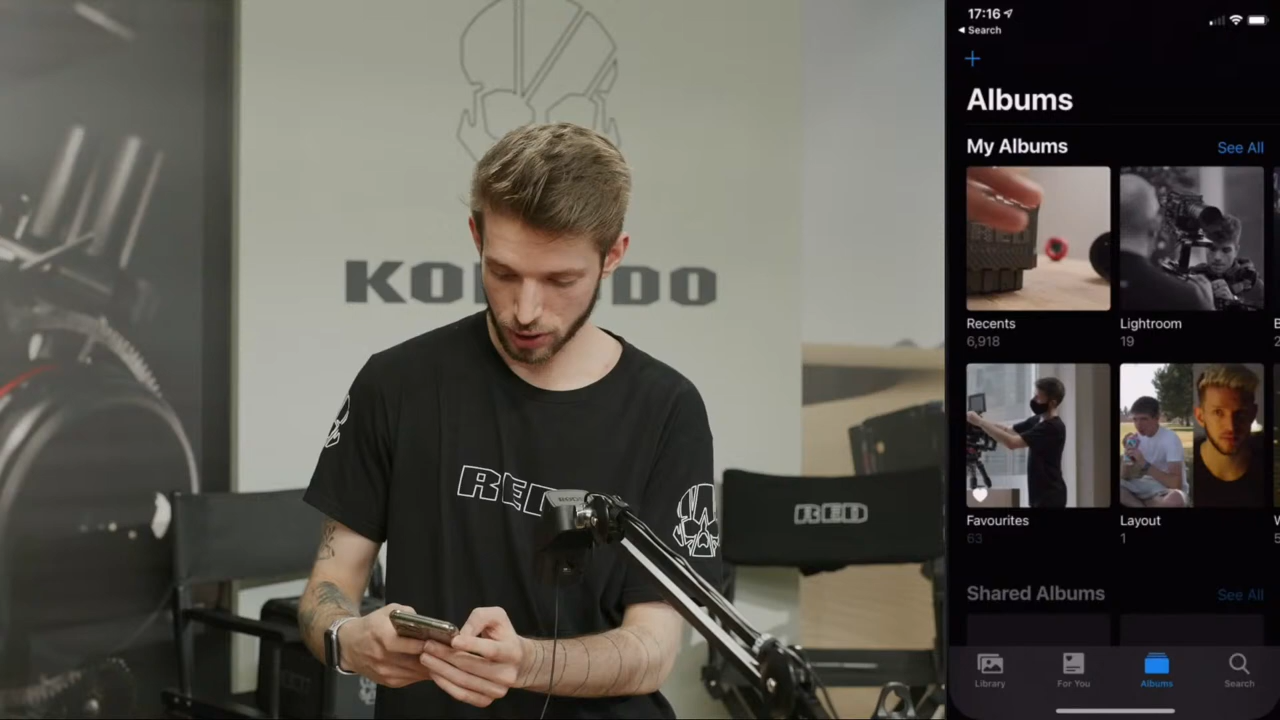 KOMODO
RED
RED
17:16
Search
Albums
My Albums
See All
Recents
6,918
Lightroom
19
Favourites
63
Layout
1
Shared Albums
See All
Library
For You
Albums
Search